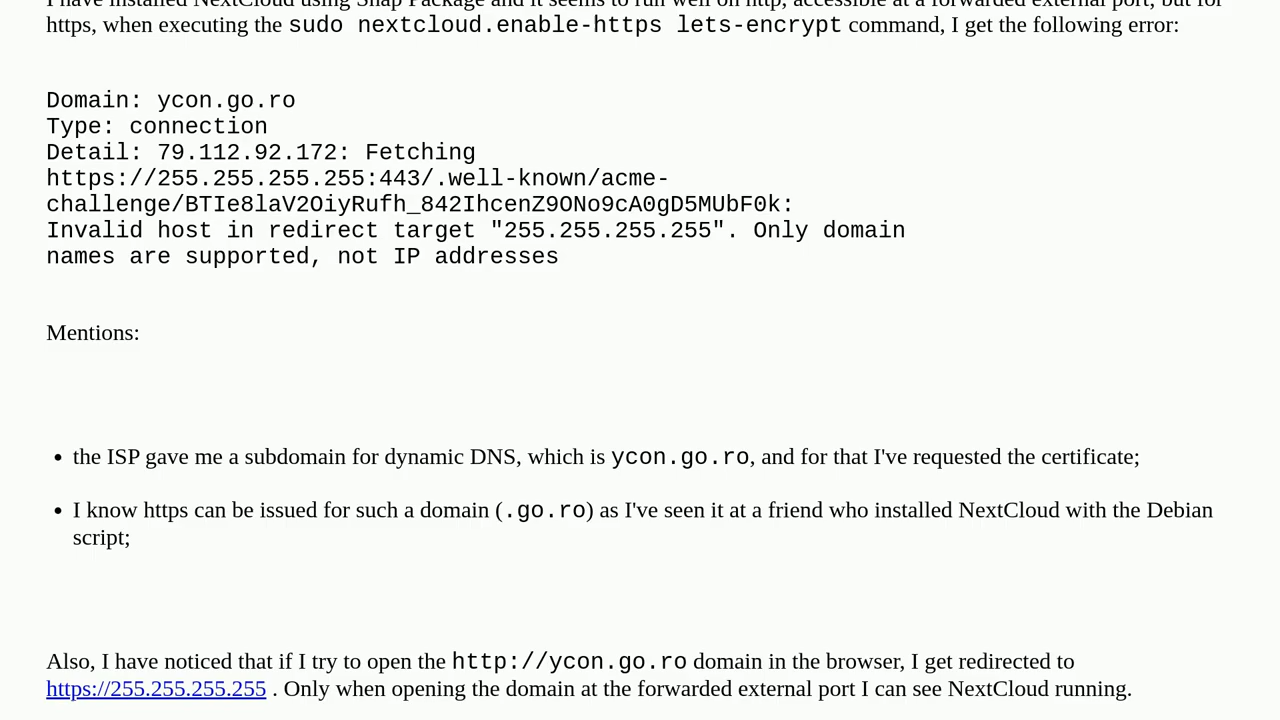 I have installed NextCloud using Snap Package and it seems to run well on http, accessible at a forwarded external port, but for
https, when executing the sudo nextcloud.enable-https lets-encrypt command, I get the following error:
Domain: ycon.go.ro
Type: connection
Detail: 79.112.92.172: Fetching
https://255.255.255.255:443/.well-known/acme-
challenge/BTIe8laV2OiyRufh_842IhcenZ9ONo9cA0gD5MUbF0k:
Invalid host in redirect target "255.255.255.255". Only domain
names are supported, not IP addresses
Mentions:
• the ISP gave me a subdomain for dynamic DNS, which is ycon.go.ro, and for that I've requested the certificate;
• I know https can be issued for such a domain (.go.ro) as I've seen it at a friend who installed NextCloud with the Debian
script;
Also, I have noticed that if I try to open the http://ycon.go.ro domain in the browser, I get redirected to
https://255.255.255.255 . Only when opening the domain at the forwarded external port I can see NextCloud running.